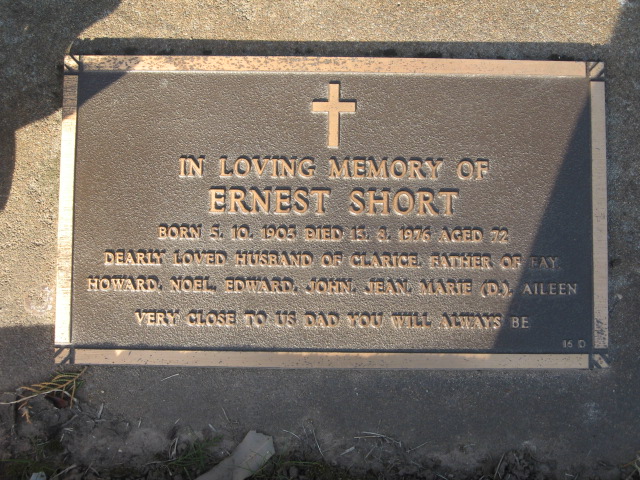 IN LOVING MEMORY OF
ERNEST SHORT
BORN 5. 10. 1903 DIED 13. 3. 1976 AGED 72
DEARLY LOVED HUSBAND OF CLARICE. FATHER OF FAY.
HOWARD. NOEL. EDWARD. JOHN. JEAN. MARIE (D.). AILEEN
VERY CLOSE TO US DAD YOU WILL ALWAYS BE
16 D